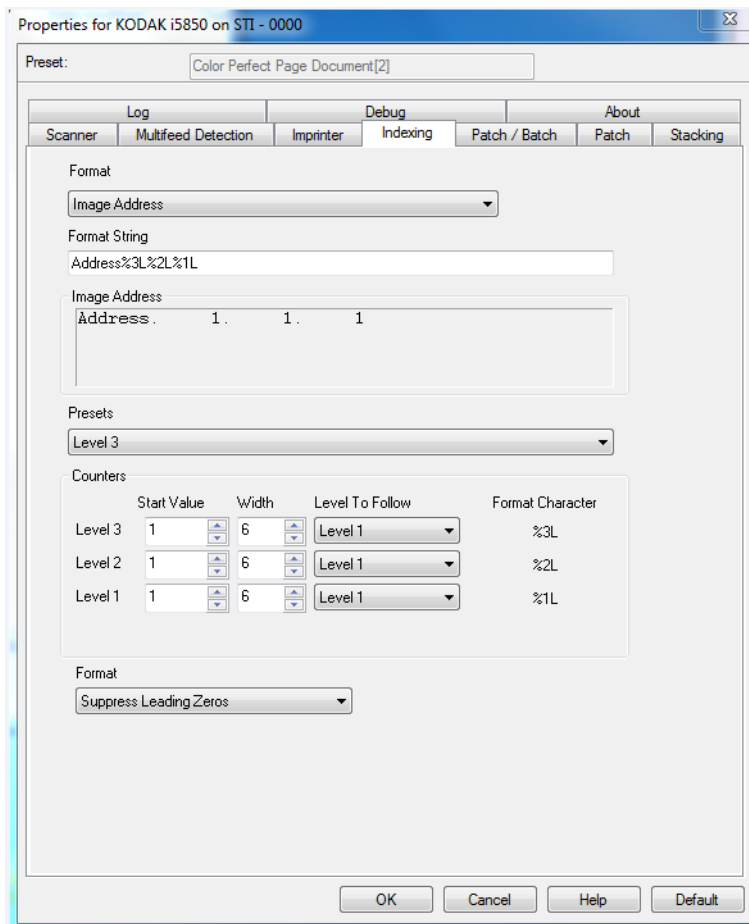 Properties for KODAK i5850 on STI - 0000
Preset: Color Perfect Page Document[2]
Log Debug About
Scanner Multifeed Detection Imprinter Indexing Patch / Batch Patch Stacking
Format
Image Address
Format String
Address%3L%2L%1L
Image Address
Address. 1. 1. 1
Presets
Level 3
Counters
Start Value Width Level To Follow Format Character
Level 3 1 6 Level 1 %3L
Level 2 1 6 Level 1 %2L
Level 1 1 6 Level 1 %1L
Format
Suppress Leading Zeros
OK Cancel Help Default